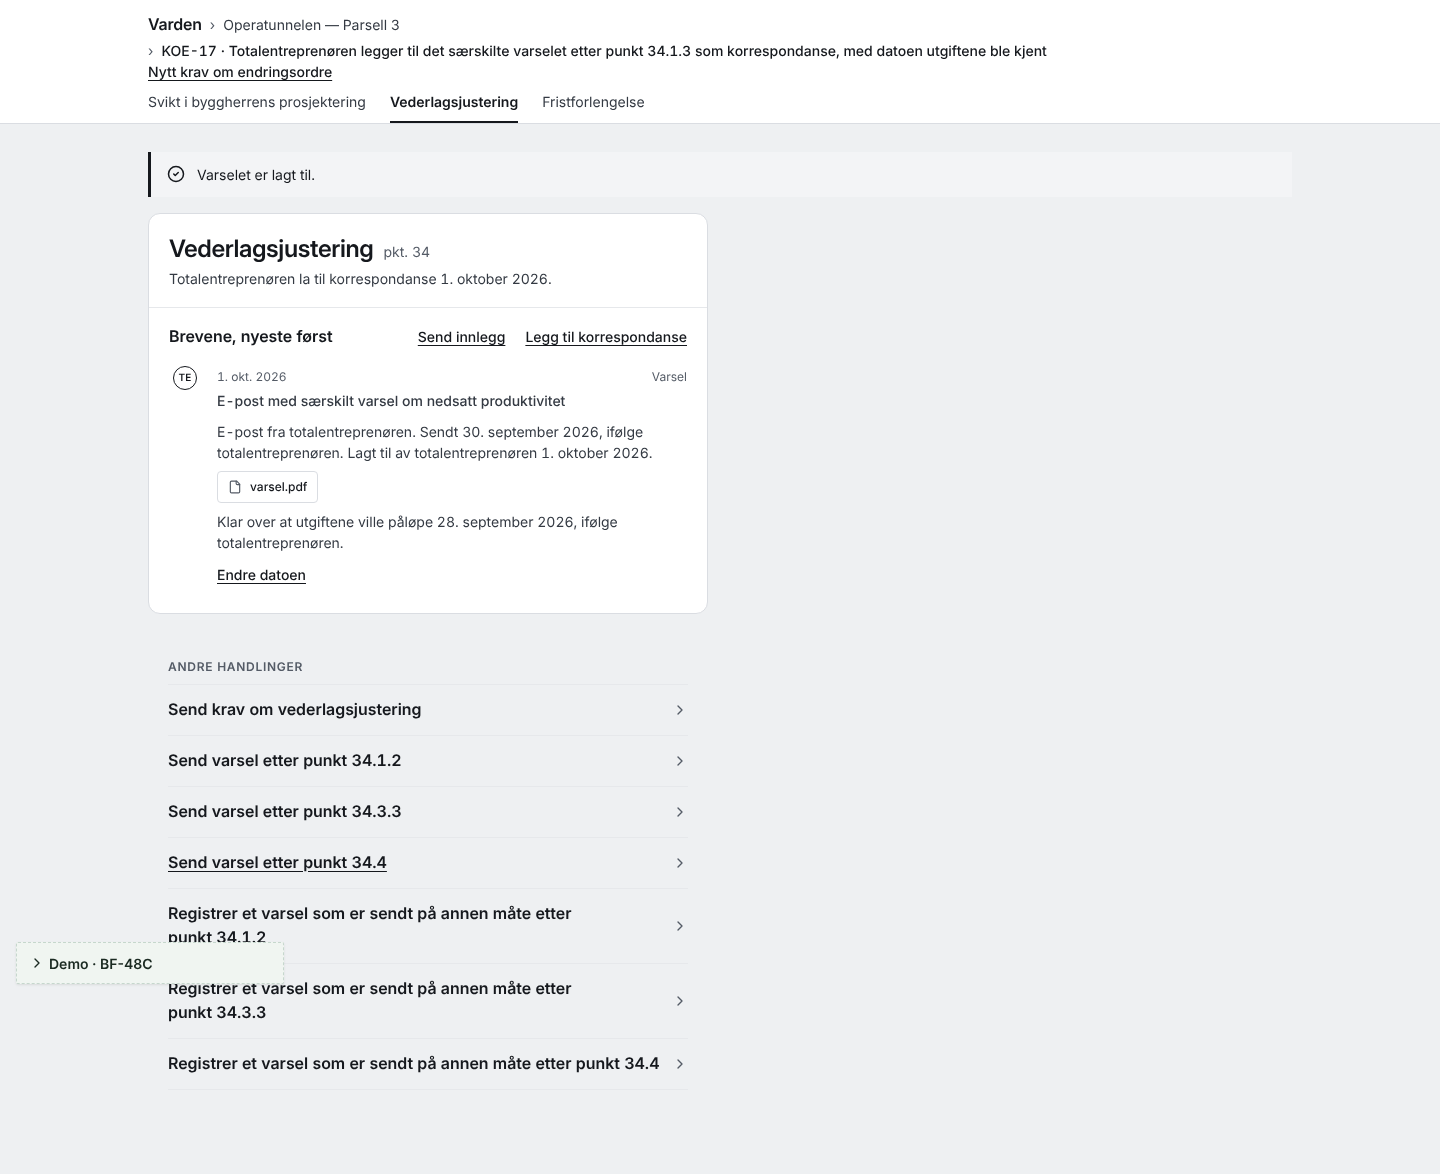 Varden › Operatunnelen — Parsell 3
› KOE-17 · Totalentreprenøren legger til det særskilte varselet etter punkt 34.1.3 som korrespondanse, med datoen utgiftene ble kjent
Nytt krav om endringsordre
Svikt i byggherrens prosjektering Vederlagsjustering Fristforlengelse
Varselet er lagt til.
Vederlagsjustering pkt. 34
Totalentreprenøren la til korrespondanse 1. oktober 2026.
Brevene, nyeste først Send innlegg Legg til korrespondanse
TE 1. okt. 2026 Varsel
E-post med særskilt varsel om nedsatt produktivitet
E-post fra totalentreprenøren. Sendt 30. september 2026, ifølge
totalentreprenøren. Lagt til av totalentreprenøren 1. oktober 2026.
varsel.pdf
Klar over at utgiftene ville påløpe 28. september 2026, ifølge
totalentreprenøren.
Endre datoen
ANDRE HANDLINGER
Send krav om vederlagsjustering
Send varsel etter punkt 34.1.2
Send varsel etter punkt 34.3.3
Send varsel etter punkt 34.4
Registrer et varsel som er sendt på annen måte etter
punkt 34.1.2
Demo · BF-48C
Registrer et varsel som er sendt på annen måte etter
punkt 34.3.3
Registrer et varsel som er sendt på annen måte etter punkt 34.4